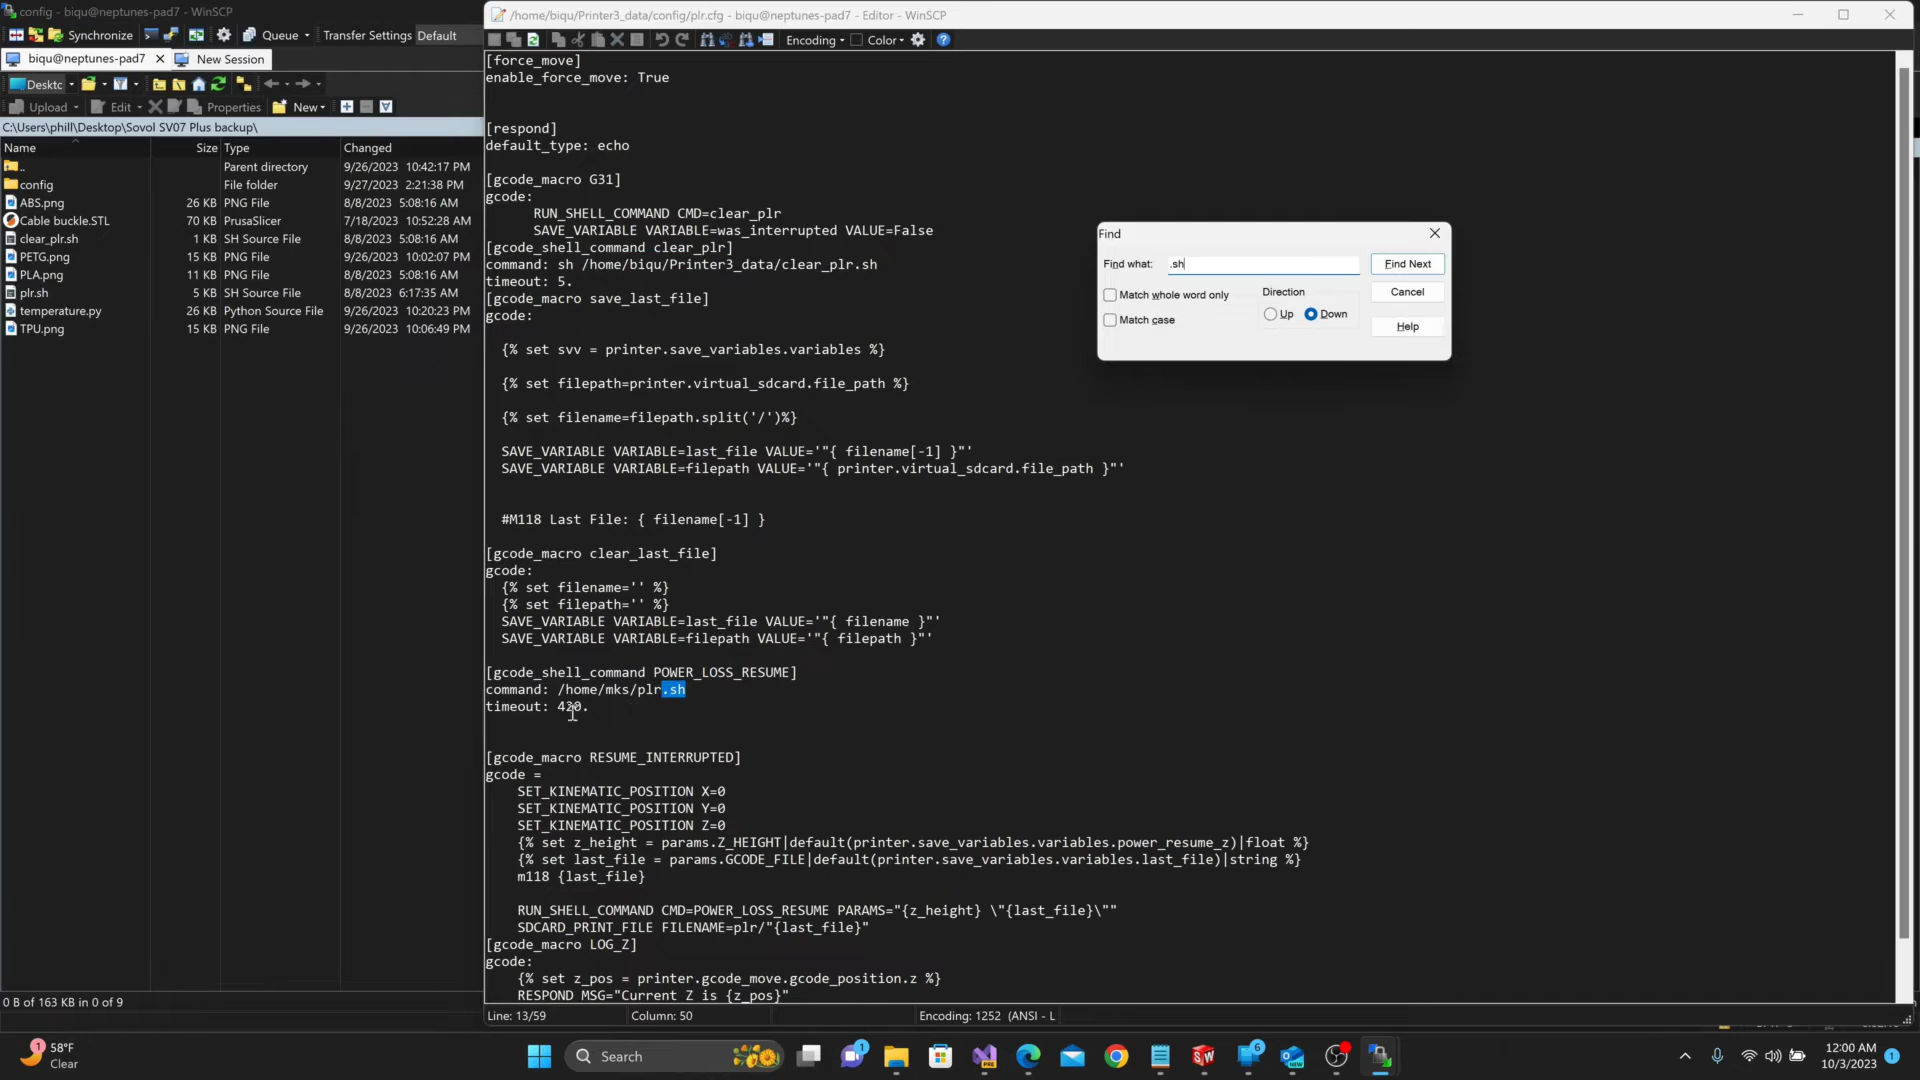 config - biqu@neptunes-pad7 - WinSCP
Synchronize
Queue
Transfer Settings Default
biqu@neptunes-pad7
New Session
Deskto
Upload
Edit
Properties
New
C:\Users\phill\Desktop\Sovol SV07 Plus backup\
Name Size Type Changed
.. Parent directory 9/26/2023 10:42:17 PM
config File folder 9/27/2023 2:21:38 PM
ABS.png 26 KB PNG File 8/8/2023 5:08:16 AM
Cable buckle.STL 70 KB PrusaSlicer 7/18/2023 10:52:28 AM
clear_plr.sh 1 KB SH Source File 8/8/2023 5:08:16 AM
PETG.png 15 KB PNG File 9/26/2023 10:02:07 PM
PLA.png 11 KB PNG File 8/8/2023 5:08:16 AM
plr.sh 5 KB SH Source File 8/8/2023 6:17:35 AM
temperature.py 26 KB Python Source File 9/26/2023 10:20:23 PM
TPU.png 15 KB PNG File 9/26/2023 10:06:49 PM
0 B of 163 KB in 0 of 9
/home/biqu/Printer3_data/config/plr.cfg - biqu@neptunes-pad7 - Editor - WinSCP
Encoding
Color
[force_move]
enable_force_move: True
[respond]
default_type: echo
[gcode_macro G31]
gcode:
RUN_SHELL_COMMAND CMD=clear_plr
SAVE_VARIABLE VARIABLE=was_interrupted VALUE=False
[gcode_shell_command clear_plr]
command: sh /home/biqu/Printer3_data/clear_plr.sh
timeout: 5.
[gcode_macro save_last_file]
gcode:
{% set svv = printer.save_variables.variables %}
{% set filepath=printer.virtual_sdcard.file_path %}
{% set filename=filepath.split('/')%}
SAVE_VARIABLE VARIABLE=last_file VALUE='"{ filename[-1] }"'
SAVE_VARIABLE VARIABLE=filepath VALUE='"{ printer.virtual_sdcard.file_path }"'
#M118 Last File: { filename[-1] }
[gcode_macro clear_last_file]
gcode:
{% set filename='' %}
{% set filepath='' %}
SAVE_VARIABLE VARIABLE=last_file VALUE='"{ filename }"'
SAVE_VARIABLE VARIABLE=filepath VALUE='"{ filepath }"'
[gcode_shell_command POWER_LOSS_RESUME]
command: /home/mks/plr.sh
timeout: 420.
[gcode_macro RESUME_INTERRUPTED]
gcode =
SET_KINEMATIC_POSITION X=0
SET_KINEMATIC_POSITION Y=0
SET_KINEMATIC_POSITION Z=0
{% set z_height = params.Z_HEIGHT|default(printer.save_variables.variables.power_resume_z)|float %}
{% set last_file = params.GCODE_FILE|default(printer.save_variables.variables.last_file)|string %}
m118 {last_file}
RUN_SHELL_COMMAND CMD=POWER_LOSS_RESUME PARAMS="{z_height} \"{last_file}\""
SDCARD_PRINT_FILE FILENAME=plr/"{last_file}"
[gcode_macro LOG_Z]
gcode:
{% set z_pos = printer.gcode_move.gcode_position.z %}
RESPOND MSG="Current Z is {z_pos}"
Line: 13/59
Column: 50
Encoding: 1252 (ANSI - L
Find
Find what: .sh
Find Next
Match whole word only
Match case
Direction
Up
Down
Cancel
Help
58°F
Clear
Search
12:00 AM
10/3/2023